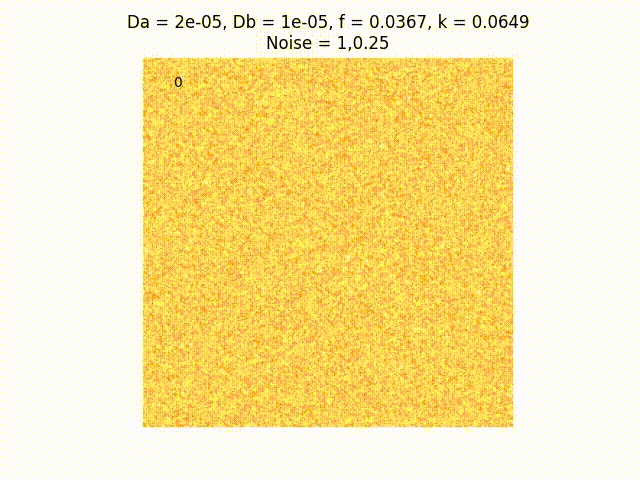 Da = 2e-05, Db = 1e-05, f = 0.0367, k = 0.0649
Noise = 1,0.25
0